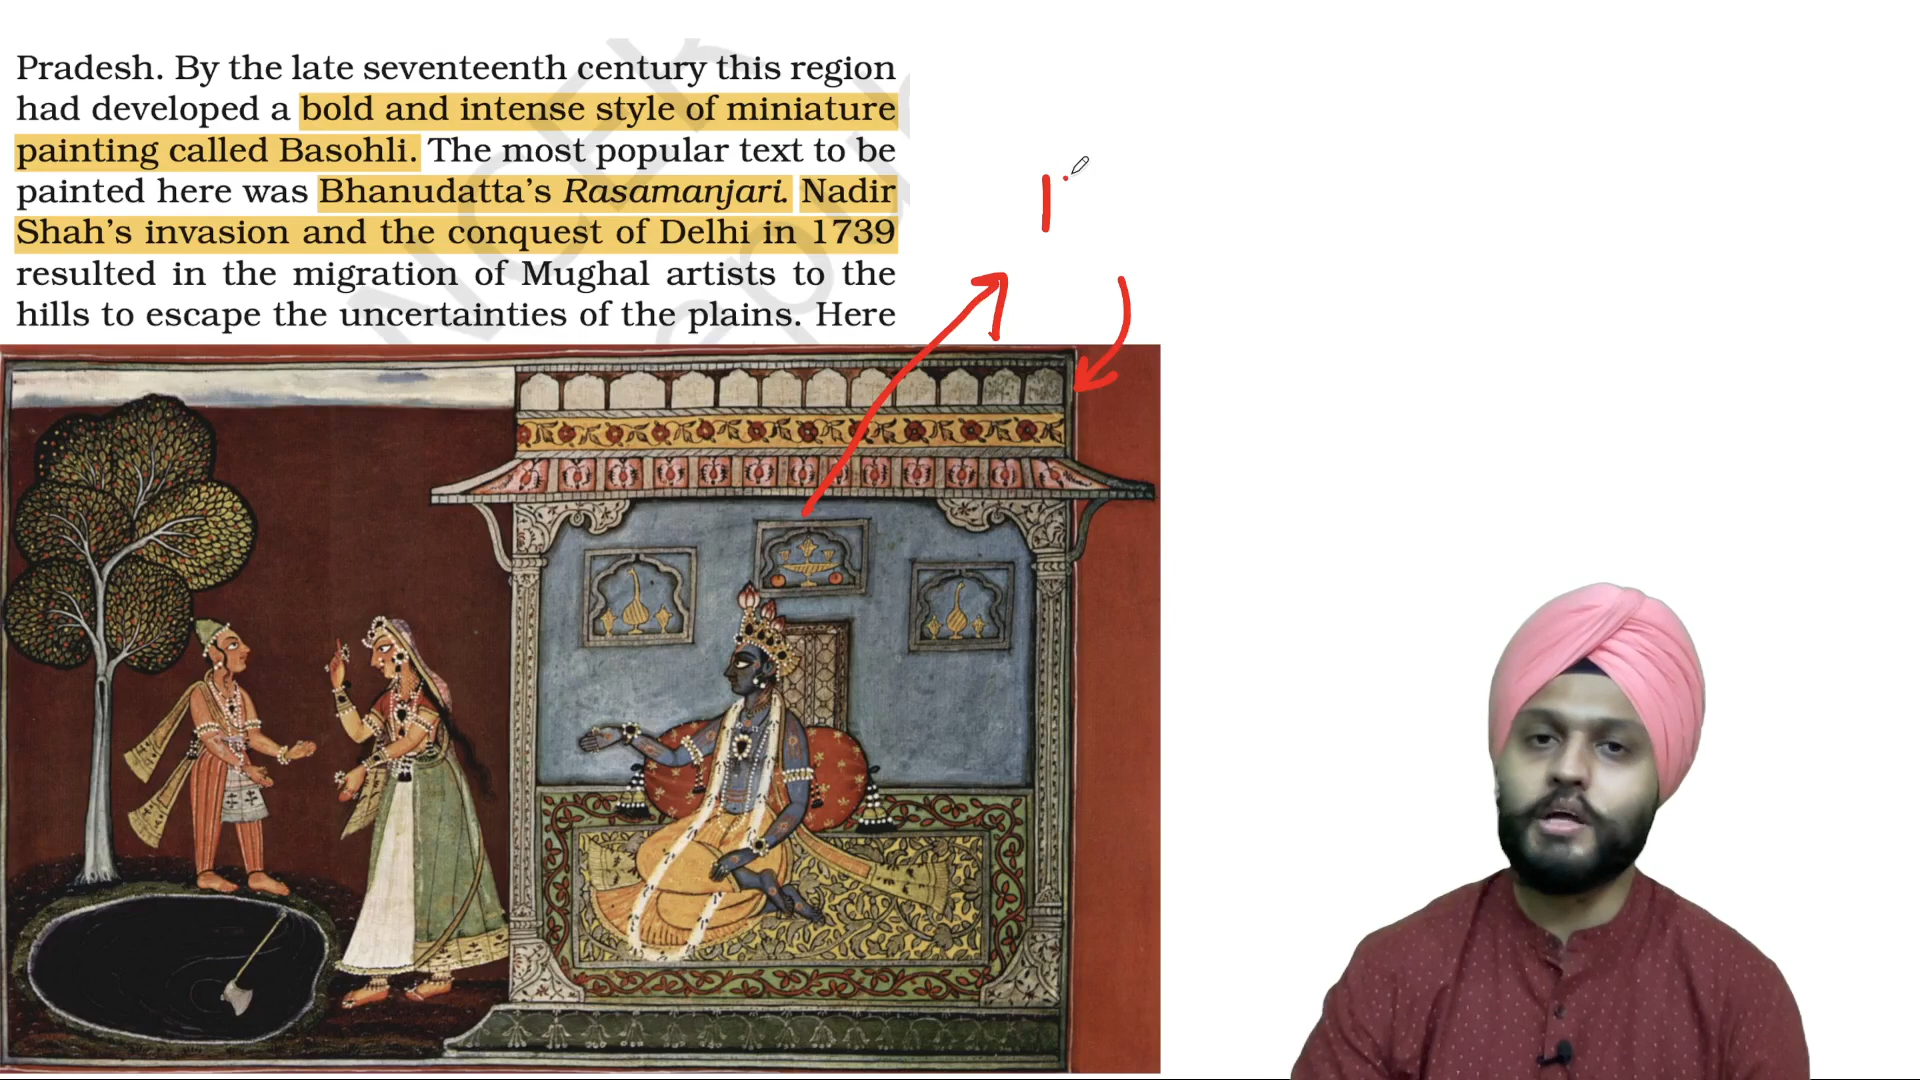 Pradesh. By the late seventeenth century this region
had developed a bold and intense style of miniature
painting called Basohli. The most popular text to be
painted here was Bhanudatta's Rasamanjari. Nadir
Shah's invasion and the conquest of Delhi in 1739
resulted in the migration of Mughal artists to the
hills to escape the uncertainties of the plains. Here